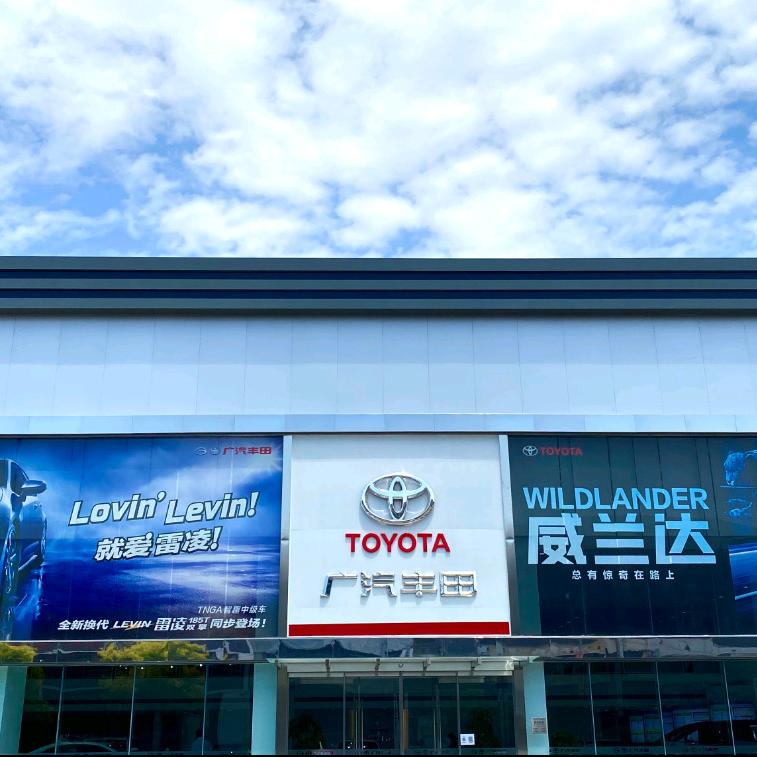 广汽丰田
Lovin' Levin!
就爱雷凌!
TNGA智趣中级车
全新换代 LEVIN 雷凌 185T 双擎 同步登场!
TOYOTA
广汽丰田
TOYOTA
WILDLANDER
威兰达
总有惊奇在路上